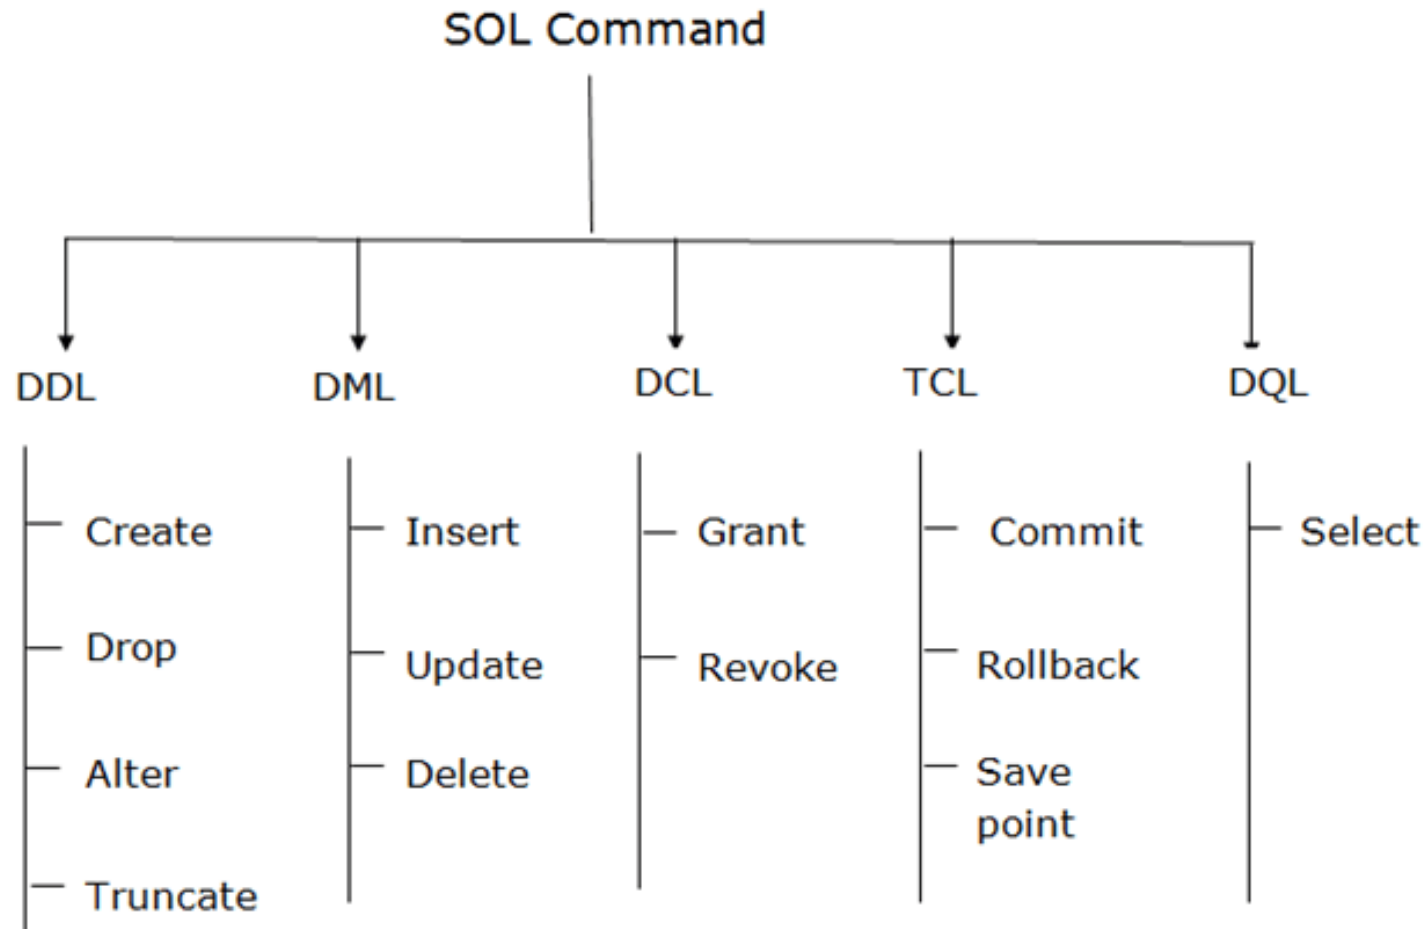 SOL Command
DDL
DML
DCL
TCL
DQL
Create
Insert
Grant
Commit
Select
Drop
Update
Revoke
Rollback
Alter
Delete
Save
point
Truncate